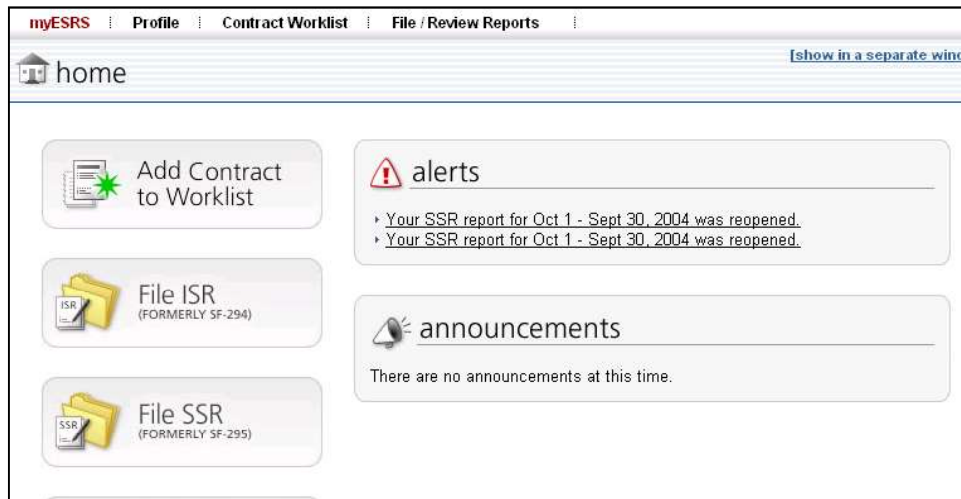 myESRS Profile Contract Worklist File / Review Reports
[show in a separate wind
home
Add Contract
to Worklist
alerts
Your SSR report for Oct 1 - Sept 30, 2004 was reopened.
Your SSR report for Oct 1 - Sept 30, 2004 was reopened.
ISR
File ISR
(FORMERLY SF-294)
announcements
There are no announcements at this time.
SSR
File SSR
(FORMERLY SF-295)